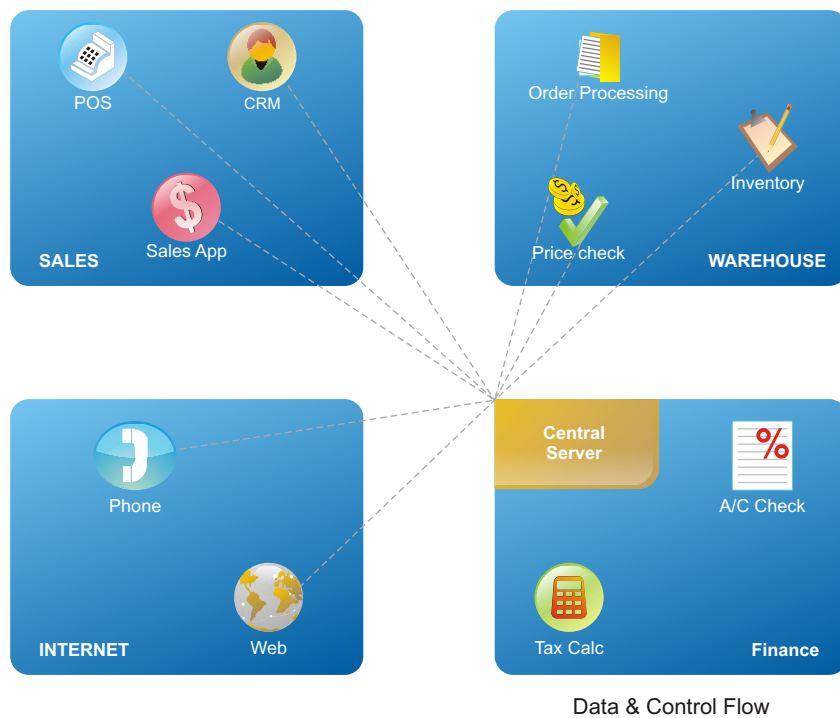 POS
CRM
Sales App
SALES
Order Processing
Inventory
Price check
WAREHOUSE
Phone
Web
INTERNET
Central
Server
%
A/C Check
Tax Calc
Finance
Data & Control Flow